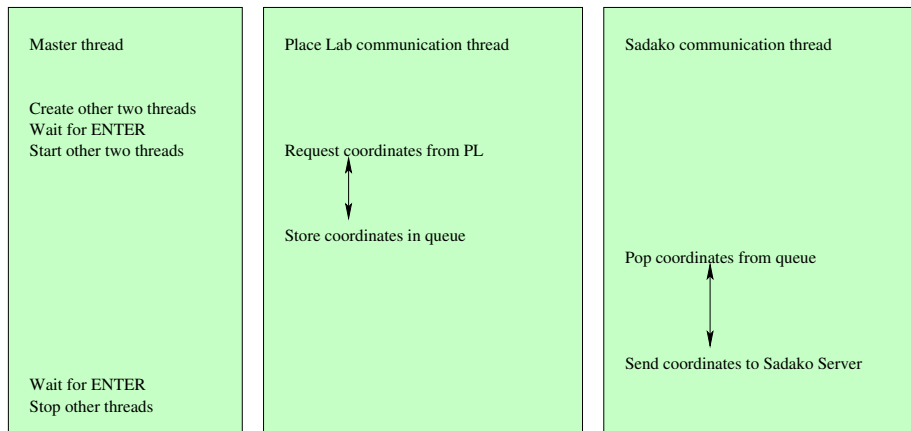 Master thread
Create other two threads
Wait for ENTER
Start other two threads
Wait for ENTER
Stop other threads
Place Lab communication thread
Request coordinates from PL
Store coordinates in queue
Sadako communication thread
Pop coordinates from queue
Send coordinates to Sadako Server